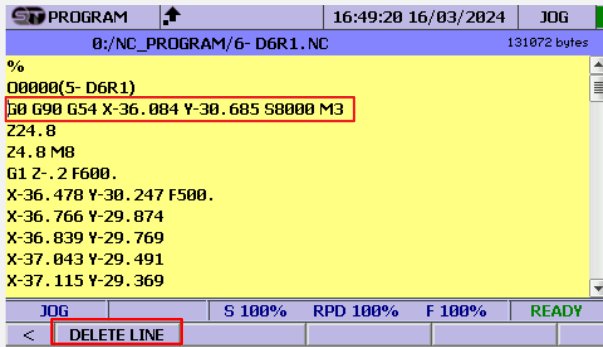 PROGRAM 16:49:20 16/03/2024 JOG
0:/NC_PROGRAM/6- D6R1.NC 131072 bytes
%
O0000(5- D6R1)
G0 G90 G54 X-36.084 Y-30.685 S8000 M3
Z24.8
Z4.8 M8
G1 Z-.2 F600.
X-36.478 Y-30.247 F500.
X-36.766 Y-29.874
X-36.839 Y-29.769
X-37.043 Y-29.491
X-37.115 Y-29.369
JOG S 100% RPD 100% F 100% READY
< DELETE LINE